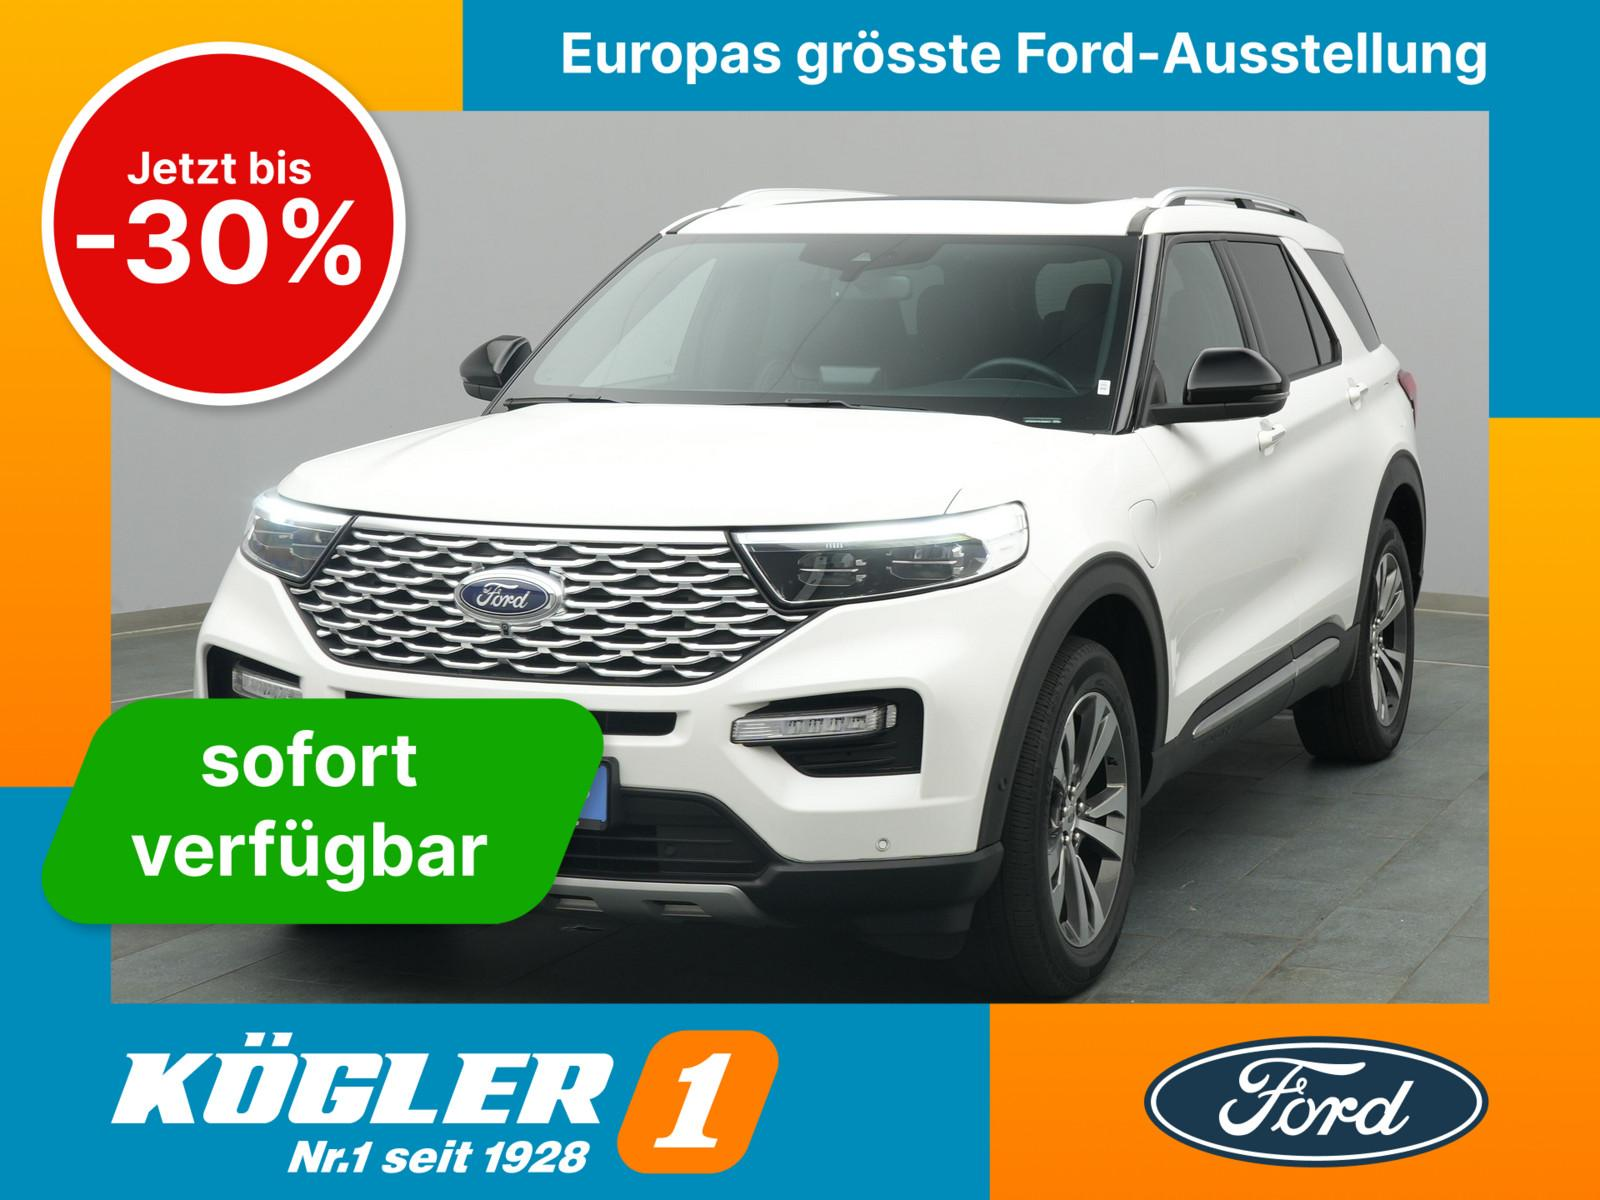 Europas grösste Ford-Ausstellung
Jetzt bis
-30%
Ford
sofort
verfügbar
KÖGLER 1
Nr.1 seit 1928
Ford